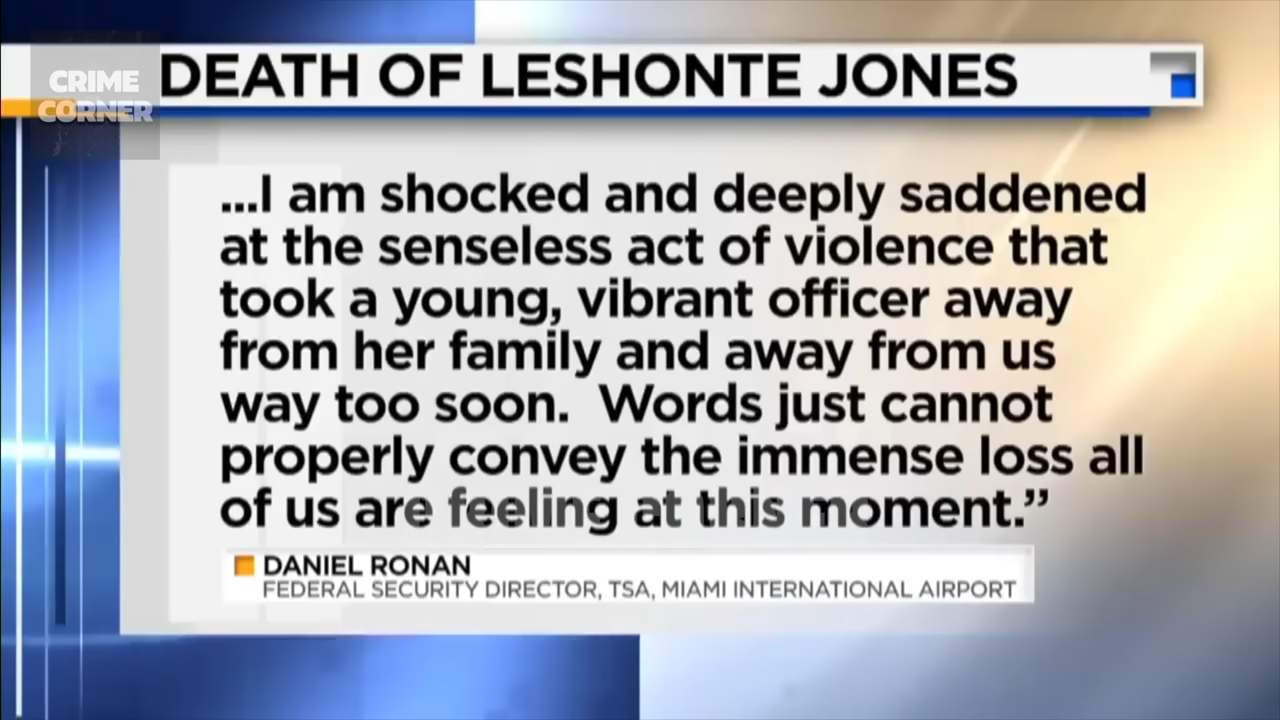 CRIME
CORNER
DEATH OF LESHONTE JONES
...I am shocked and deeply saddened
at the senseless act of violence that
took a young, vibrant officer away
from her family and away from us
way too soon.  Words just cannot
properly convey the immense loss all
of us are feeling at this moment.”
DANIEL RONAN
FEDERAL SECURITY DIRECTOR, TSA, MIAMI INTERNATIONAL AIRPORT